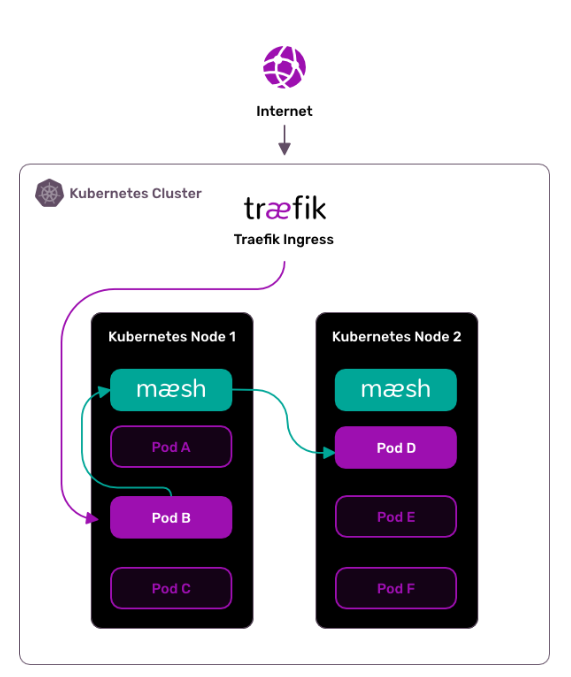 Internet
Kubernetes Cluster
træfik
Traefik Ingress
Kubernetes Node 1
Kubernetes Node 2
mæsh
mæsh
Pod A
Pod D
Pod B
Pod E
Pod C
Pod F